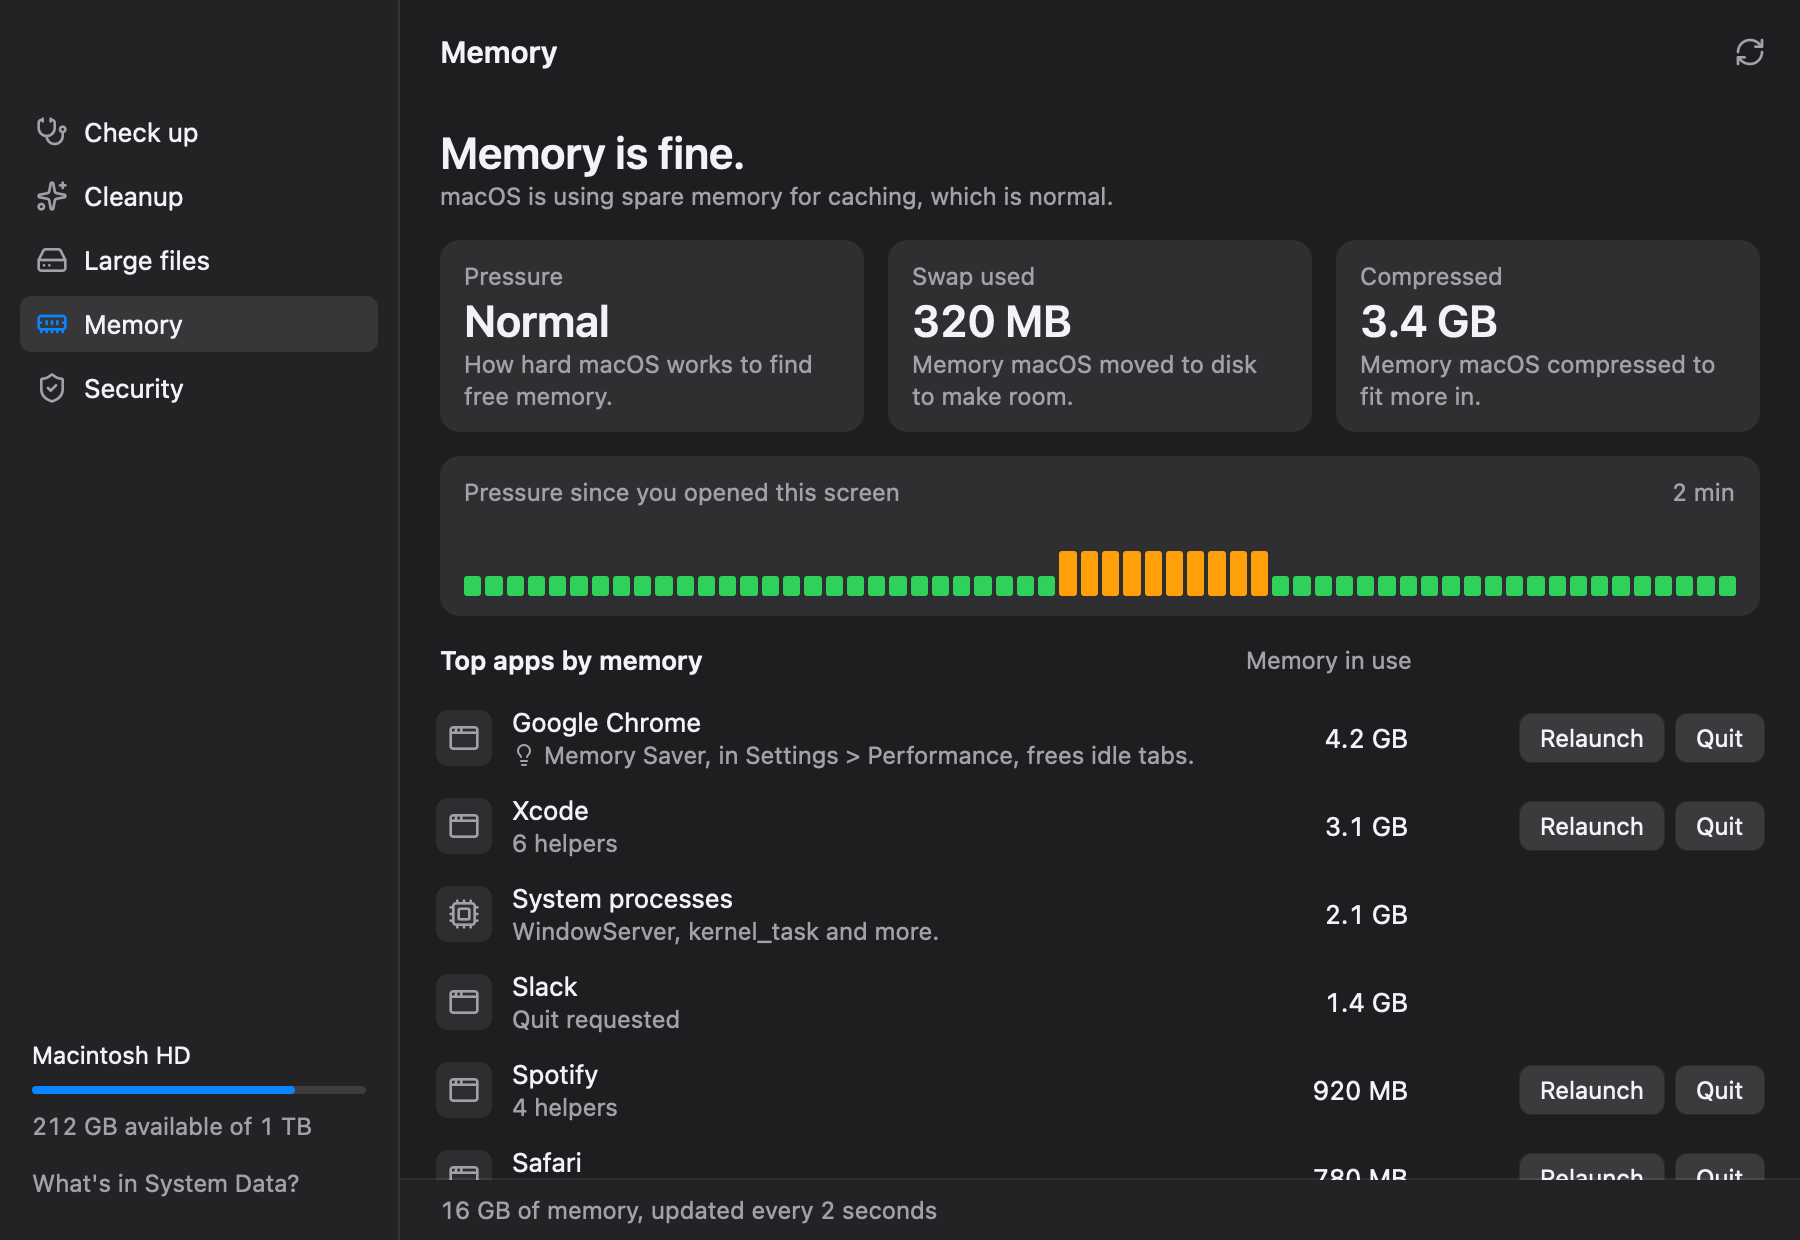 Memory
Check up
Cleanup
Large files
Memory
Security
Macintosh HD
212 GB available of 1 TB
What's in System Data?
Memory is fine.
macOS is using spare memory for caching, which is normal.
Pressure
Normal
How hard macOS works to find
free memory.
Swap used
320 MB
Memory macOS moved to disk
to make room.
Compressed
3.4 GB
Memory macOS compressed to
fit more in.
Pressure since you opened this screen
2 min
Top apps by memory
Memory in use
Google Chrome
Memory Saver, in Settings > Performance, frees idle tabs.
4.2 GB
Relaunch
Quit
Xcode
6 helpers
3.1 GB
Relaunch
Quit
System processes
WindowServer, kernel_task and more.
2.1 GB
Slack
Quit requested
1.4 GB
Spotify
4 helpers
920 MB
Relaunch
Quit
Safari
780 MB
Relaunch
Quit
16 GB of memory, updated every 2 seconds